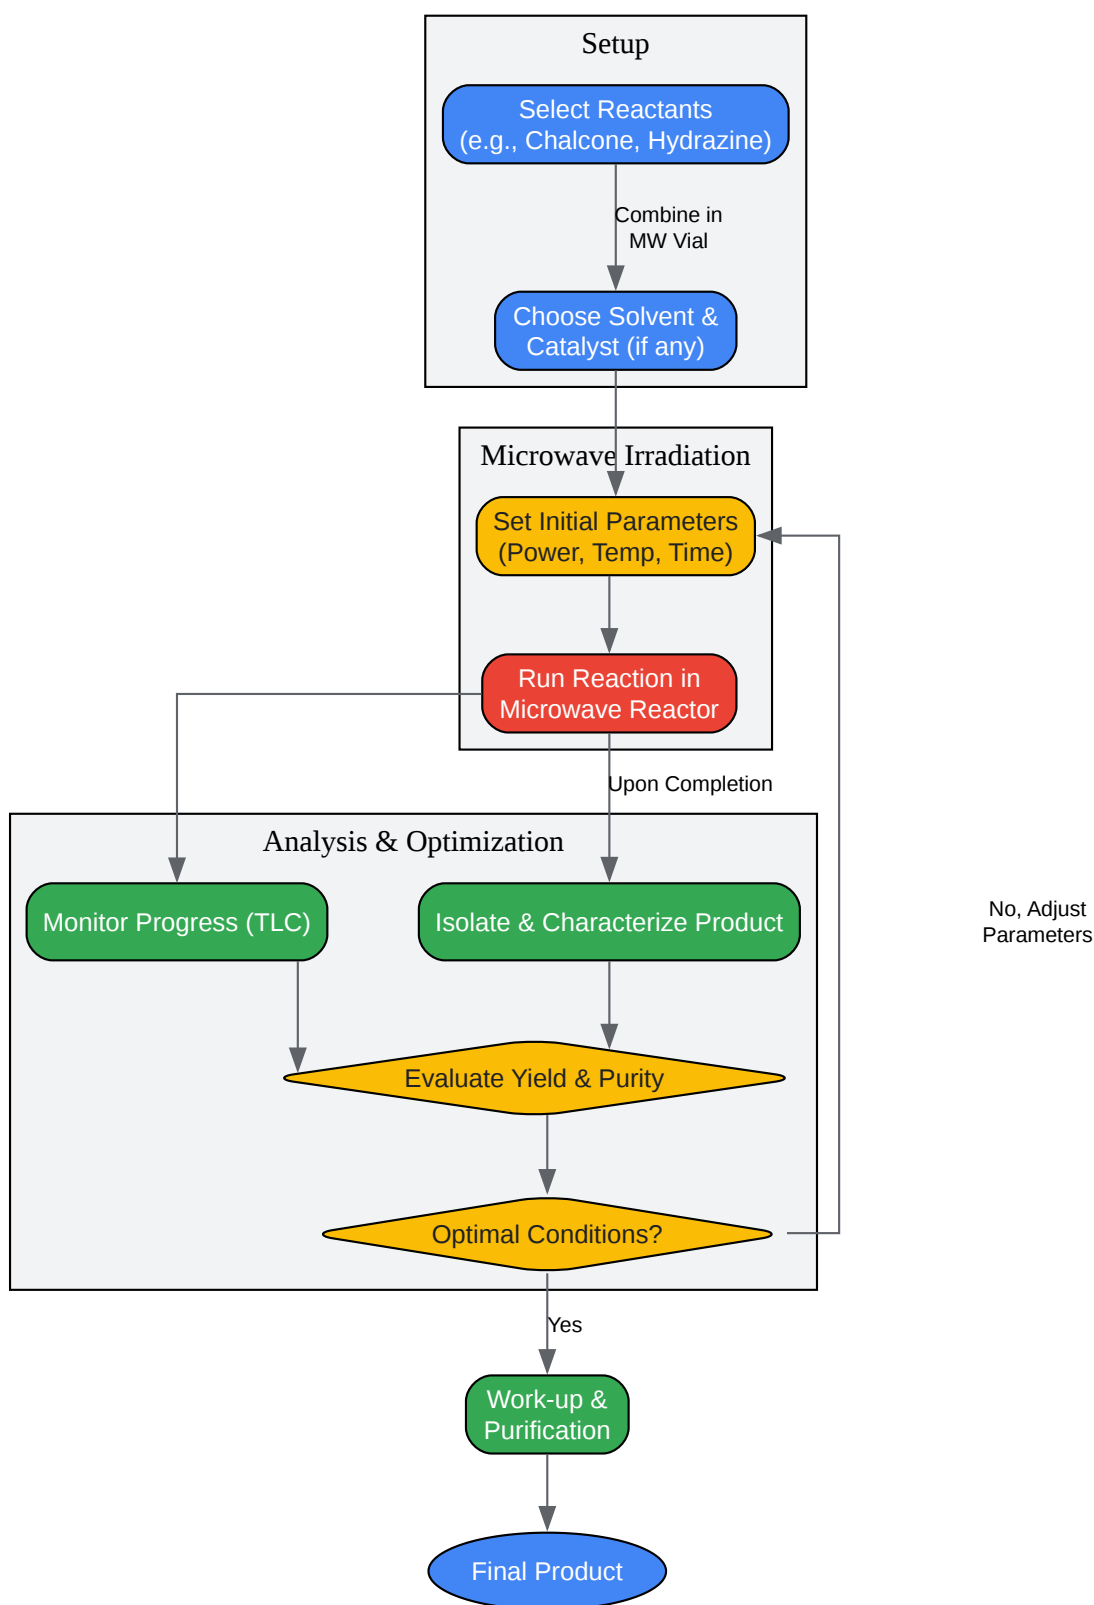 Setup
Select Reactants
(e.g., Chalcone, Hydrazine)
Combine in
MW Vial
Choose Solvent &
Catalyst (if any)
Microwave Irradiation
Set Initial Parameters
(Power, Temp, Time)
Run Reaction in
Microwave Reactor
Upon Completion
Analysis & Optimization
Monitor Progress (TLC)
Isolate & Characterize Product
No, Adjust
Parameters
Evaluate Yield & Purity
Optimal Conditions?
Yes
Work-up &
Purification
Final Product